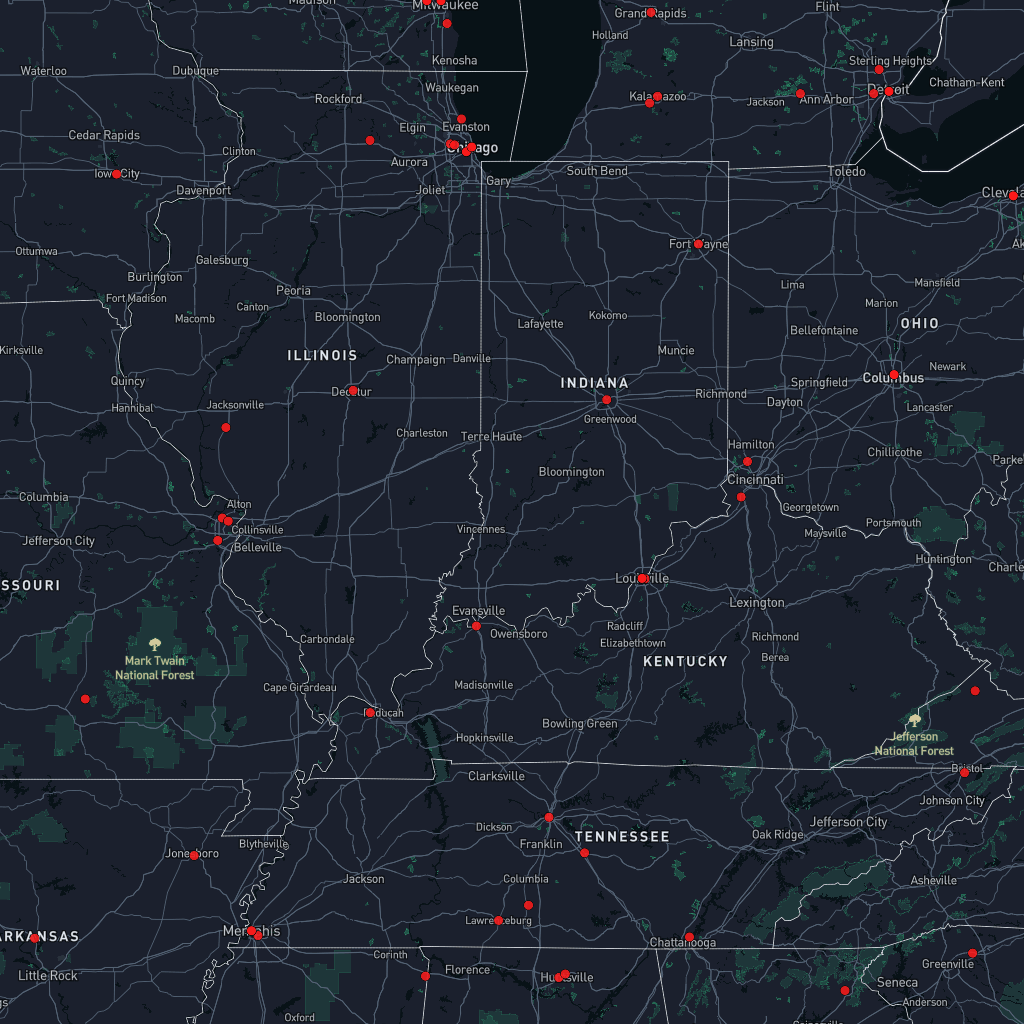 Madison
Milwaukee
Grand Rapids
Flint
Holland
Lansing
Kenosha
Sterling Heights
Waterloo
Dubuque
Waukegan
Detroit
Chatham-Kent
Rockford
Kalamazoo
Jackson
Ann Arbor
Elgin
Evanston
Cedar Rapids
Chicago
Clinton
Aurora
Iowa City
South Bend
Toledo
Gary
Davenport
Joliet
Clevela
Ottumwa
Fort Wayne
Ak
Galesburg
Burlington
Lima
Mansfield
Peoria
Fort Madison
Marion
Canton
Macomb
Bloomington
Lafayette
Kokomo
OHIO
Bellefontaine
Kirksville
ILLINOIS
Champaign
Danville
Muncie
Newark
Quincy
INDIANA
Columbus
Springfield
Decatur
Richmond
Dayton
Hannibal
Jacksonville
Lancaster
Greenwood
Charleston
Terre Haute
Hamilton
Chillicothe
Parke
Bloomington
Cincinnati
Columbia
Alton
Georgetown
Collinsville
Vincennes
Portsmouth
Jefferson City
Belleville
Maysville
Huntington
Charle
SSOURI
Louisville
Lexington
Evansville
Radcliff
Owensboro
Carbondale
Elizabethtown
Richmond
Mark Twain
National Forest
KENTUCKY
Berea
Cape Girardeau
Madisonville
Paducah
Bowling Green
Hopkinsville
Jefferson
National Forest
Clarksville
Bristol
Johnson City
Dickson
TENNESSEE
Jefferson City
Oak Ridge
Blytheville
Franklin
Jonesboro
Jackson
Columbia
Asheville
Lawrenceburg
Memphis
ARKANSAS
Chattanooga
Corinth
Greenville
Little Rock
Florence
Huntsville
Seneca
gs
Anderson
Oxford